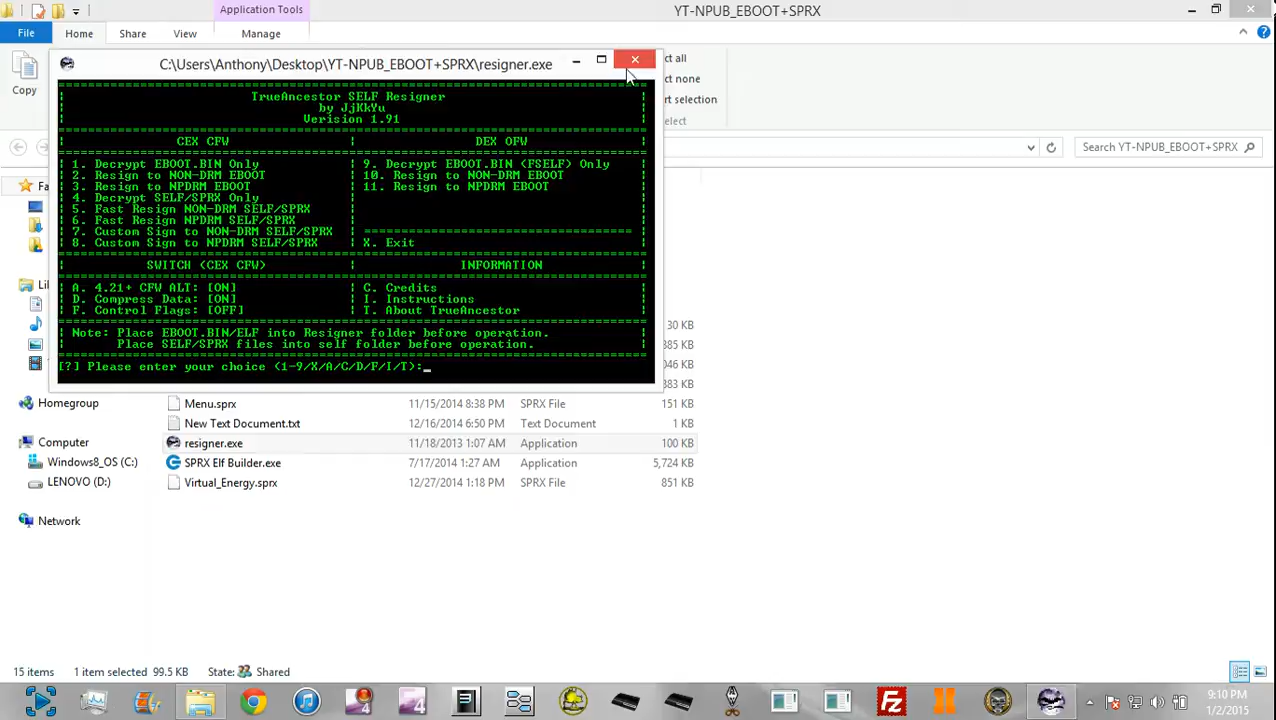 Application Tools
YT-NPUB_EBOOT+SPRX
File
Home
Share
View
Manage
C:\Users\Anthony\Desktop\YT-NPUB_EBOOT+SPRX\resigner.exe
Copy
ct all
ct none
rt selection
ect
TrueAncestor SELF Resigner
by JjKkYu
Verision 1.91
CEX CFW
DEX OFW
1. Decrypt EBOOT.BIN Only
9. Decrypt EBOOT.BIN (FSELF) Only
2. Resign to NON-DRM EBOOT
10. Resign to NON-DRM EBOOT
3. Resign to NPDRM EBOOT
11. Resign to NPDRM EBOOT
4. Decrypt SELF/SPRX Only
5. Fast Resign NON-DRM SELF/SPRX
6. Fast Resign NPDRM SELF/SPRX
7. Custom Sign to NON-DRM SELF/SPRX
8. Custom Sign to NPDRM SELF/SPRX
X. Exit
SWITCH (CEX CFW)
INFORMATION
A. 4.21+ CFW ALT: [ON]
C. Credits
D. Compress Data: [ON]
I. Instructions
F. Control Flags: [OFF]
T. About TrueAncestor
Note: Place EBOOT.BIN/ELF into Resigner folder before operation.
Place SELF/SPRX files into self folder before operation.
[?] Please enter your choice (1-9/X/A/C/D/F/I/T):_
Search YT-NPUB_EBOOT+SPRX
Fa
Li
30 KB
385 KB
046 KB
383 KB
Homegroup
Menu.sprx 11/15/2014 8:38 PM SPRX File 151 KB
New Text Document.txt 12/16/2014 6:50 PM Text Document 1 KB
Computer
resigner.exe 11/18/2013 1:07 AM Application 100 KB
Windows8_OS (C:)
SPRX Elf Builder.exe 7/17/2014 1:27 AM Application 5,724 KB
LENOVO (D:)
Virtual_Energy.sprx 12/27/2014 1:18 PM SPRX File 851 KB
Network
15 items 1 item selected 99.5 KB State: Shared
9:10 PM
1/2/2015